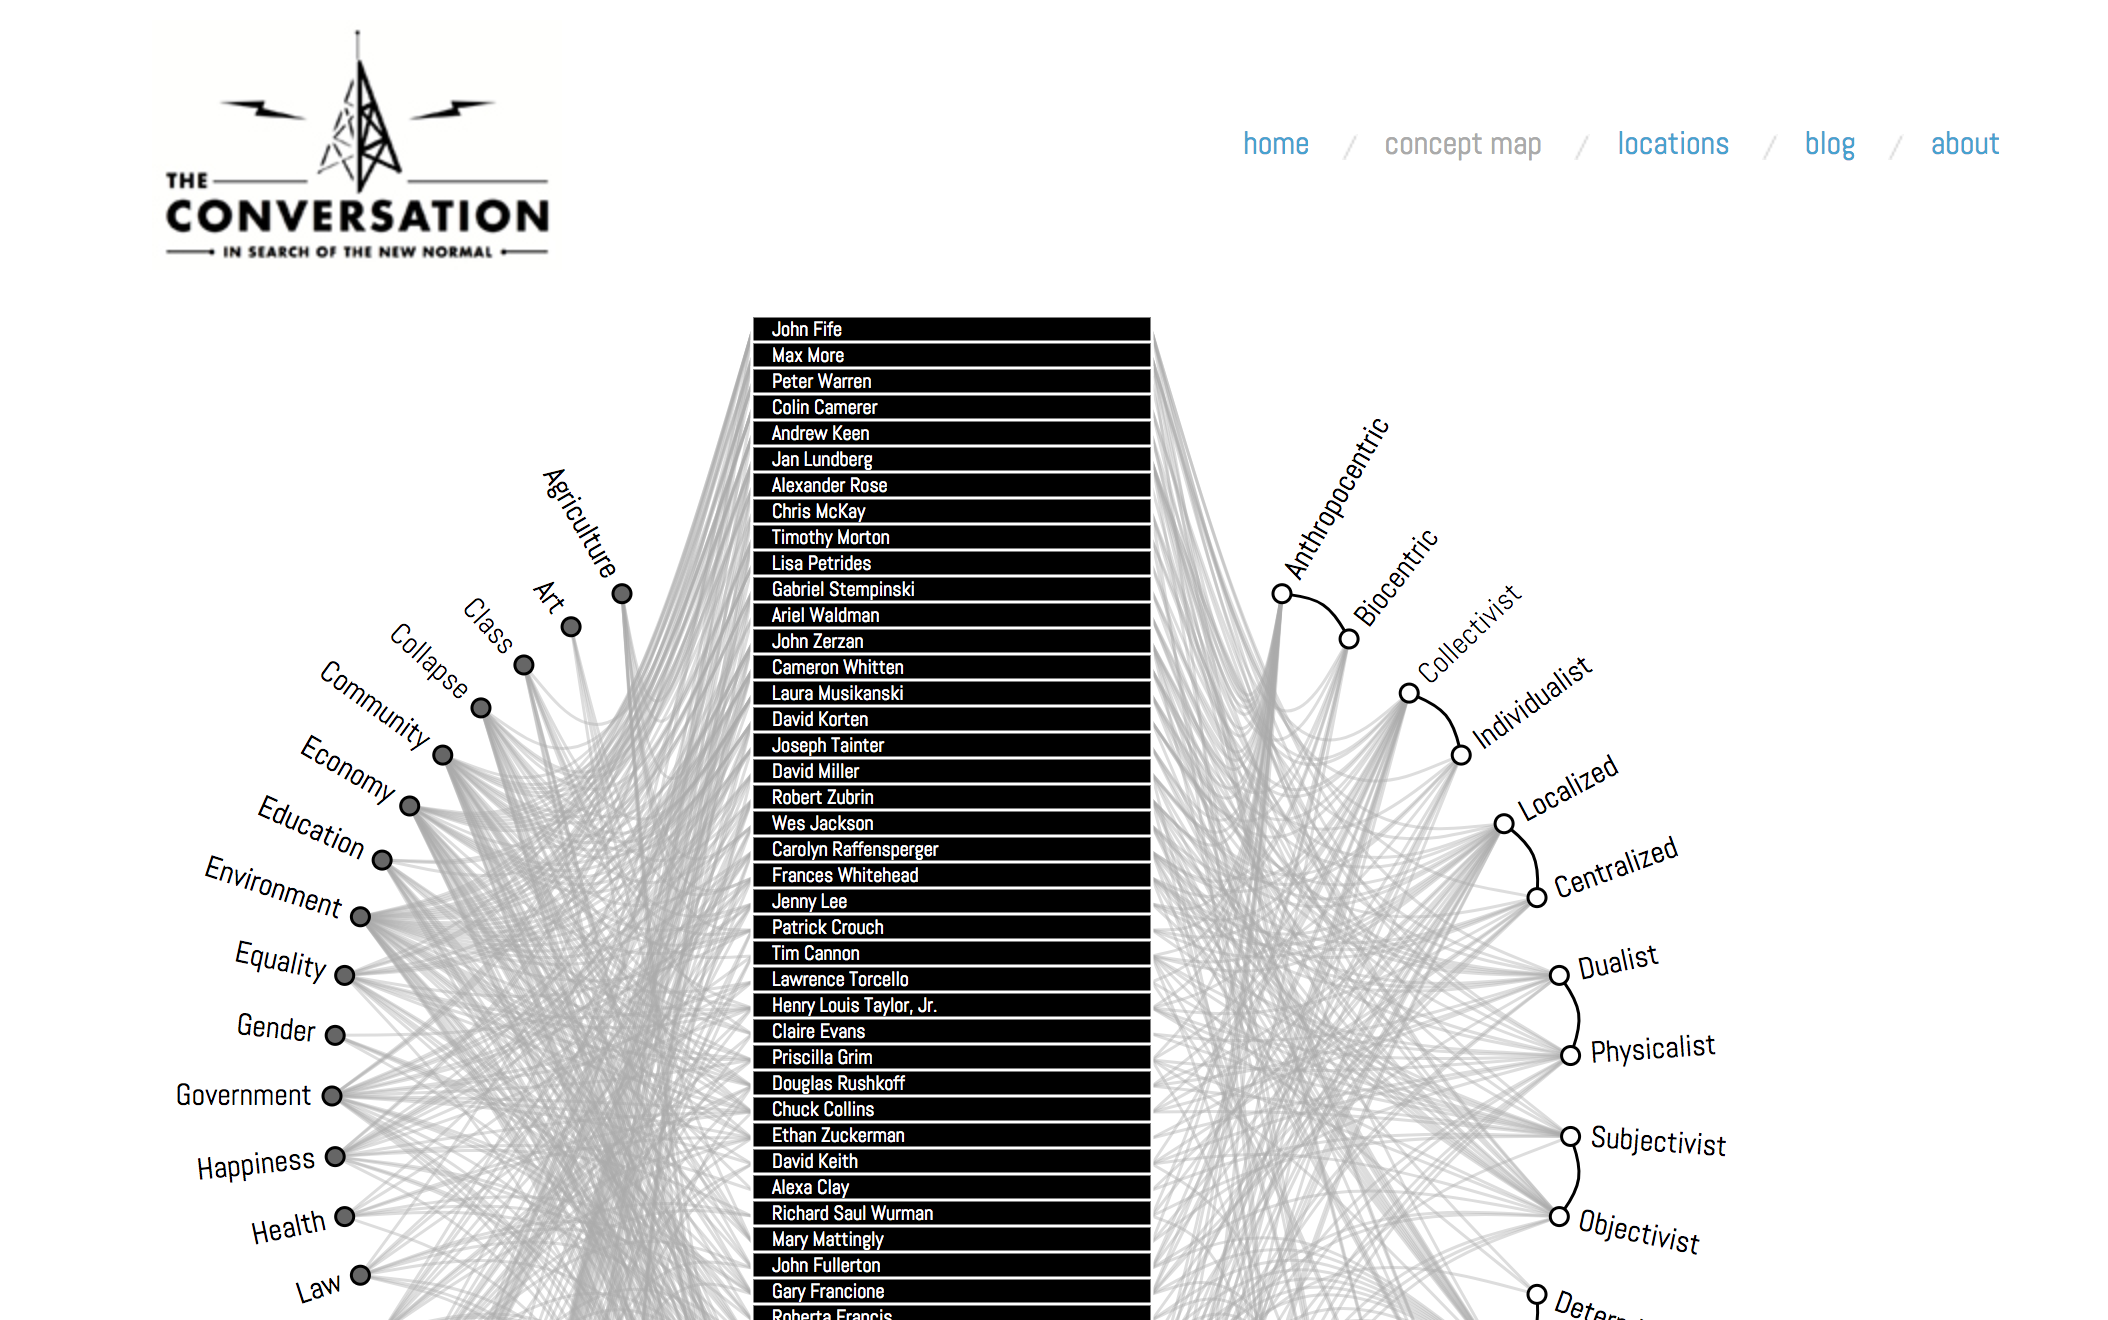 THE
CONVERSATION
IN SEARCH OF THE NEW NORMAL
home / concept map / locations / blog / about
John Fife
Max More
Peter Warren
Colin Camerer
Andrew Keen
Jan Lundberg
Alexander Rose
Chris McKay
Timothy Morton
Lisa Petrides
Gabriel Stempinski
Ariel Waldman
John Zerzan
Cameron Whitten
Laura Musikanski
David Korten
Joseph Tainter
David Miller
Robert Zubrin
Wes Jackson
Carolyn Raffensperger
Frances Whitehead
Jenny Lee
Patrick Crouch
Tim Cannon
Lawrence Torcello
Henry Louis Taylor, Jr.
Claire Evans
Priscilla Grim
Douglas Rushkoff
Chuck Collins
Ethan Zuckerman
David Keith
Alexa Clay
Richard Saul Wurman
Mary Mattingly
John Fullerton
Gary Francione
Roberta Francis
Agriculture
Art
Class
Collapse
Community
Economy
Education
Environment
Equality
Gender
Government
Happiness
Health
Law
Anthropocentric
Biocentric
Collectivist
Individualist
Localized
Centralized
Dualist
Physicalist
Subjectivist
Objectivist